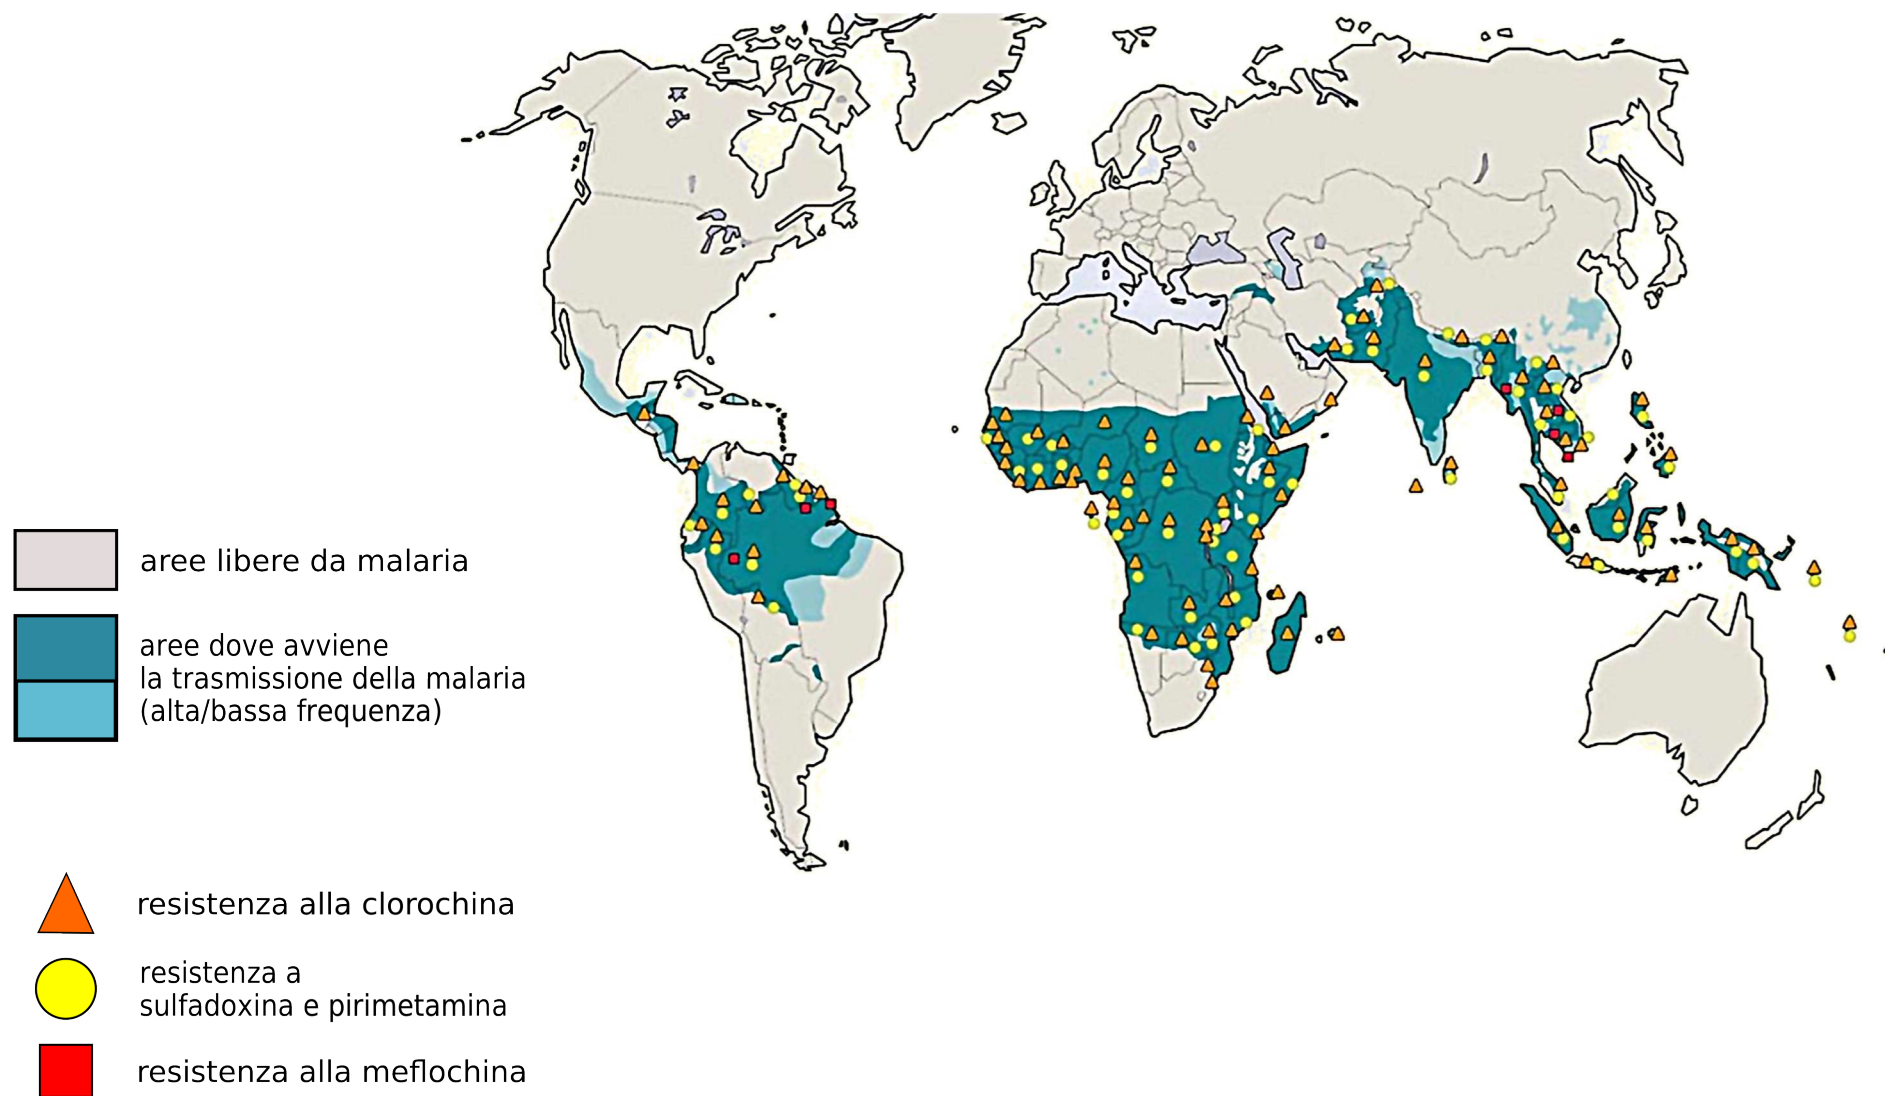 aree libere da malaria
aree dove avviene
la trasmissione della malaria
(alta/bassa frequenza)
resistenza alla clorochina
resistenza a
sulfadoxina e pirimetamina
resistenza alla meflochina